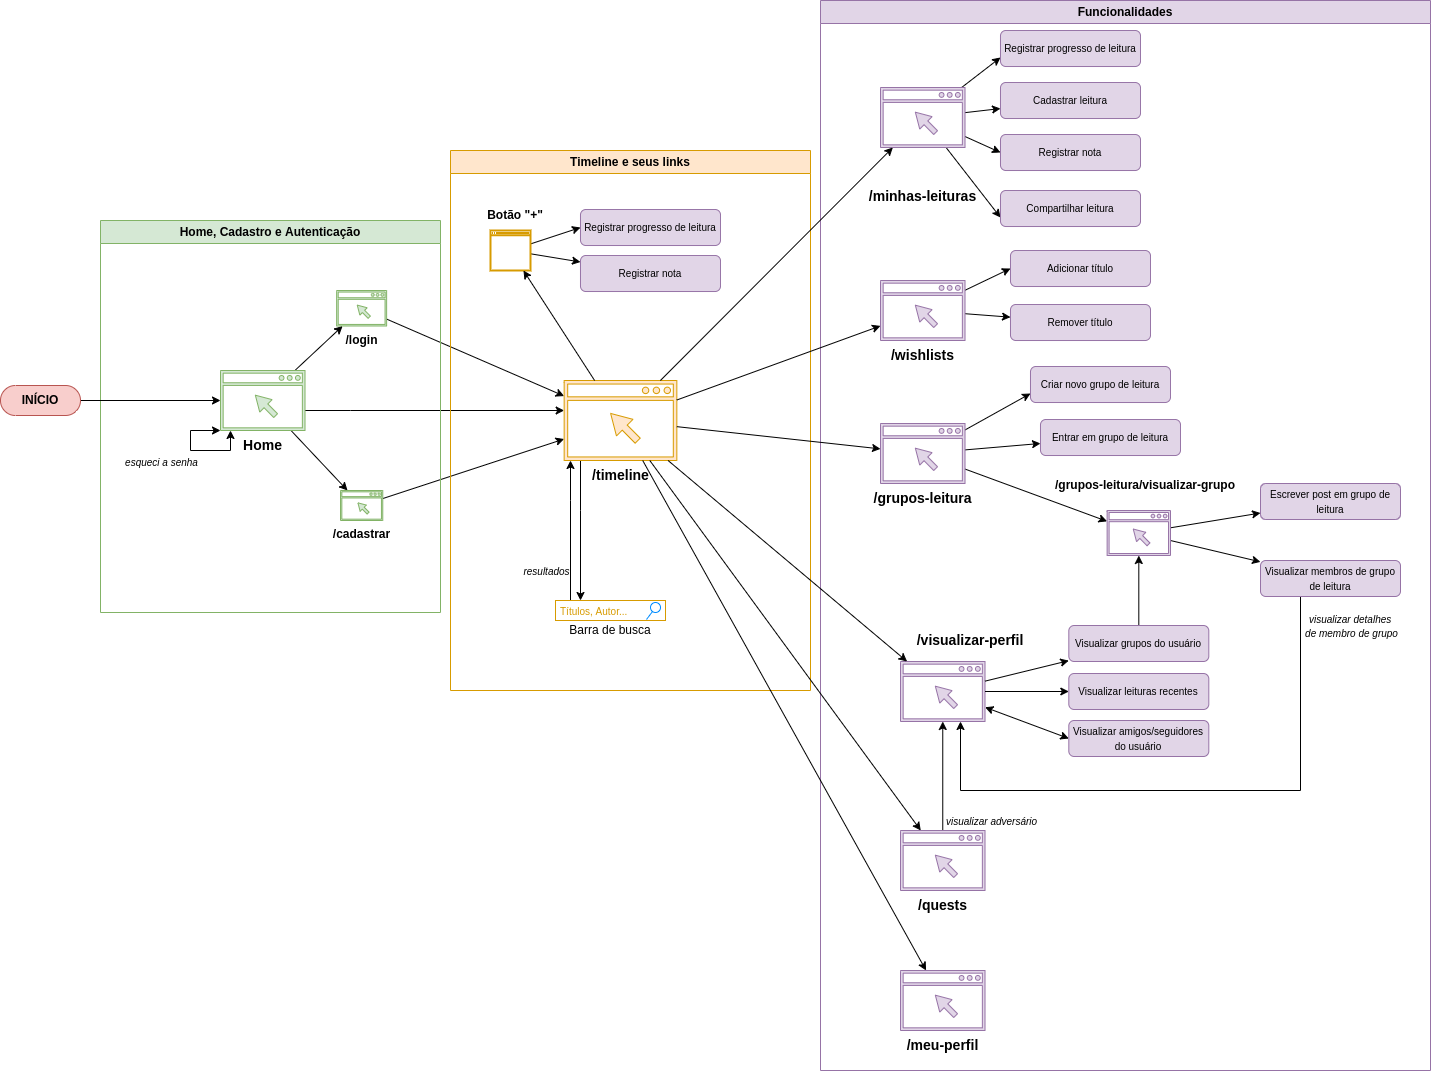 Funcionalidades
Registrar progresso de leitura
Cadastrar leitura
Registrar nota
Compartilhar leitura
/minhas-leituras
Timeline e seus links
Botão "+"
Registrar progresso de leitura
Registrar nota
Home, Cadastro e Autenticação
/login
INÍCIO
Home
esqueci a senha
/cadastrar
/timeline
resultados
Títulos, Autor...
Barra de busca
Adicionar título
Remover título
/wishlists
Criar novo grupo de leitura
Entrar em grupo de leitura
/grupos-leitura
/grupos-leitura/visualizar-grupo
Escrever post em grupo de
leitura
Visualizar membros de grupo
de leitura
visualizar detalhes
de membro de grupo
/visualizar-perfil
Visualizar grupos do usuário
Visualizar leituras recentes
Visualizar amigos/seguidores
do usuário
visualizar adversário
/quests
/meu-perfil